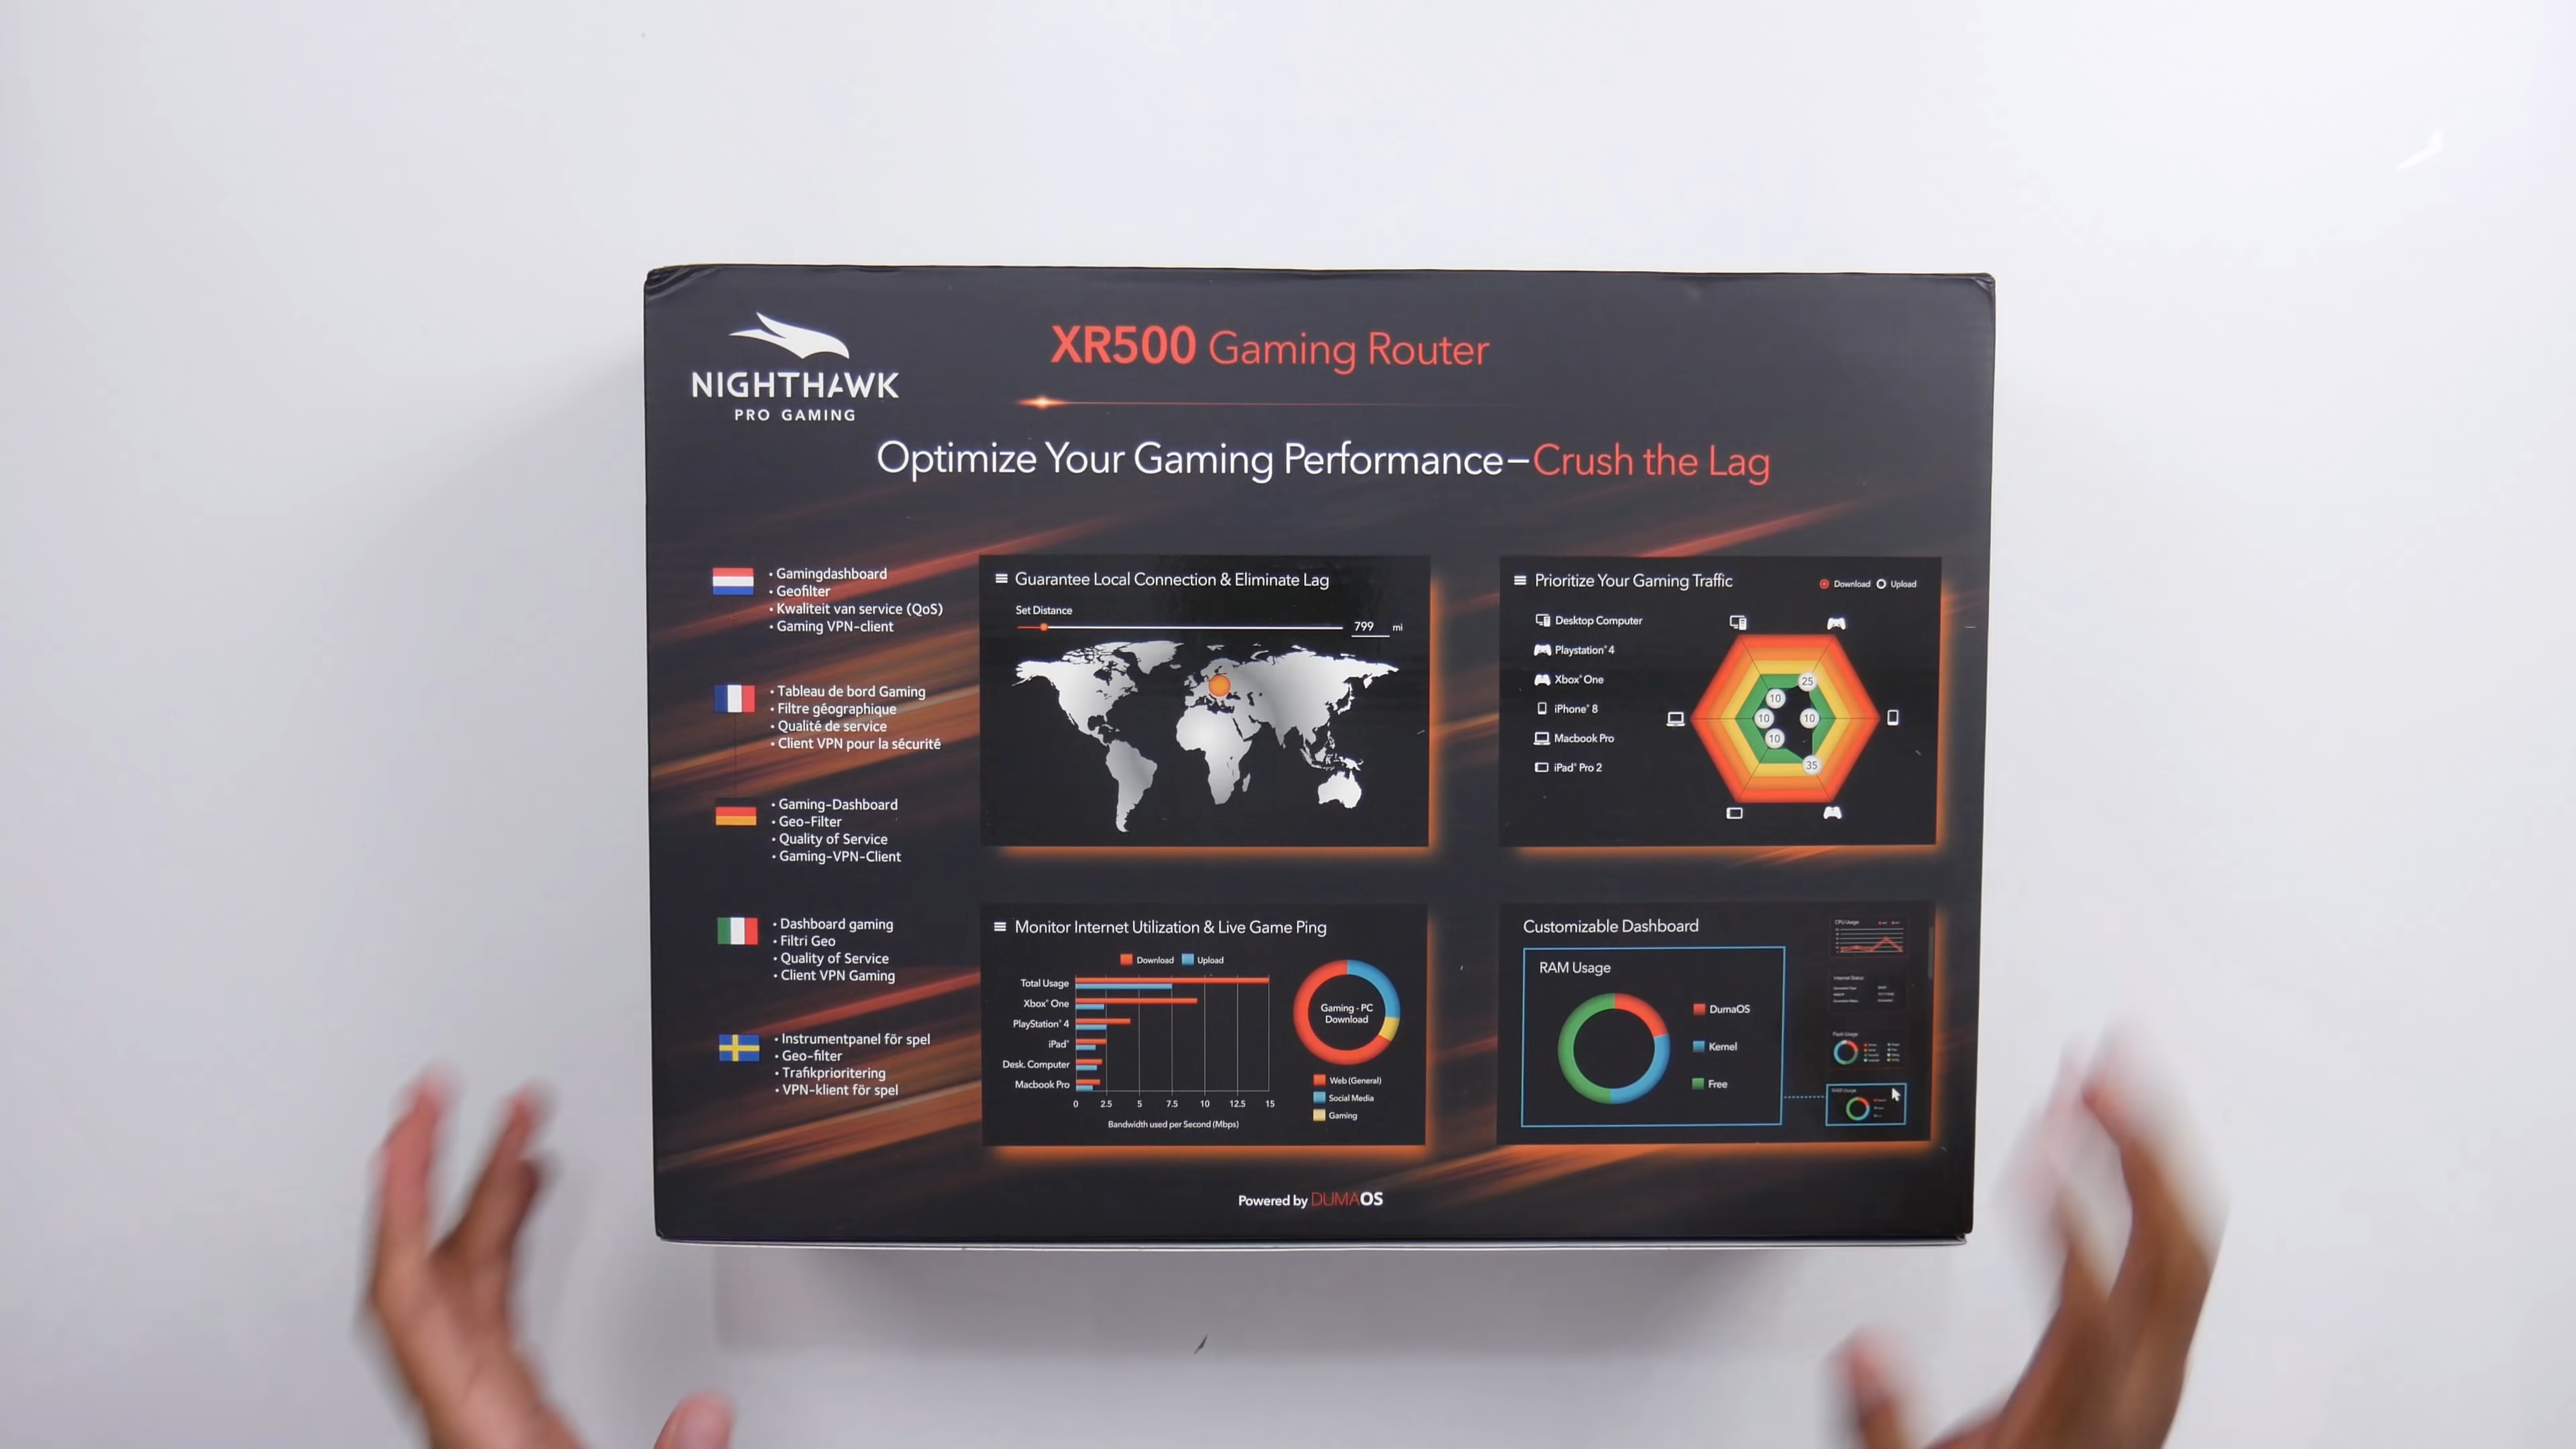 NIGHTHAWK
PRO GAMING
XR500 Gaming Router
Optimize Your Gaming Performance–Crush the Lag
• Gamingdashboard
• Geofilter
• Kwaliteit van service (QoS)
• Gaming VPN-client
• Tableau de bord Gaming
• Filtre géographique
• Qualité de service
• Client VPN pour la sécurité
• Gaming-Dashboard
• Geo-Filter
• Quality of Service
• Gaming-VPN-Client
• Dashboard gaming
• Filtri Geo
• Quality of Service
• Client VPN Gaming
• Instrumentpanel för spel
• Geo-filter
• Trafikprioritering
• VPN-klient för spel
Guarantee Local Connection & Eliminate Lag
Set Distance
799 mi
Prioritize Your Gaming Traffic
Download Upload
Desktop Computer
Playstation® 4
Xbox® One
iPhone® 8
Macbook Pro
iPad® Pro 2
25
10
10
10
10
35
Monitor Internet Utilization & Live Game Ping
Download Upload
Total Usage
Xbox® One
PlayStation® 4
iPad®
Desk. Computer
Macbook Pro
0 2.5 5 7.5 10 12.5 15
Bandwidth used per Second (Mbps)
Gaming - PC
Download
Web (General)
Social Media
Gaming
Customizable Dashboard
RAM Usage
DumaOS
Kernel
Free
CPU Usage
Internet Status
Flash Usage
RAM Usage
Powered by DUMAOS